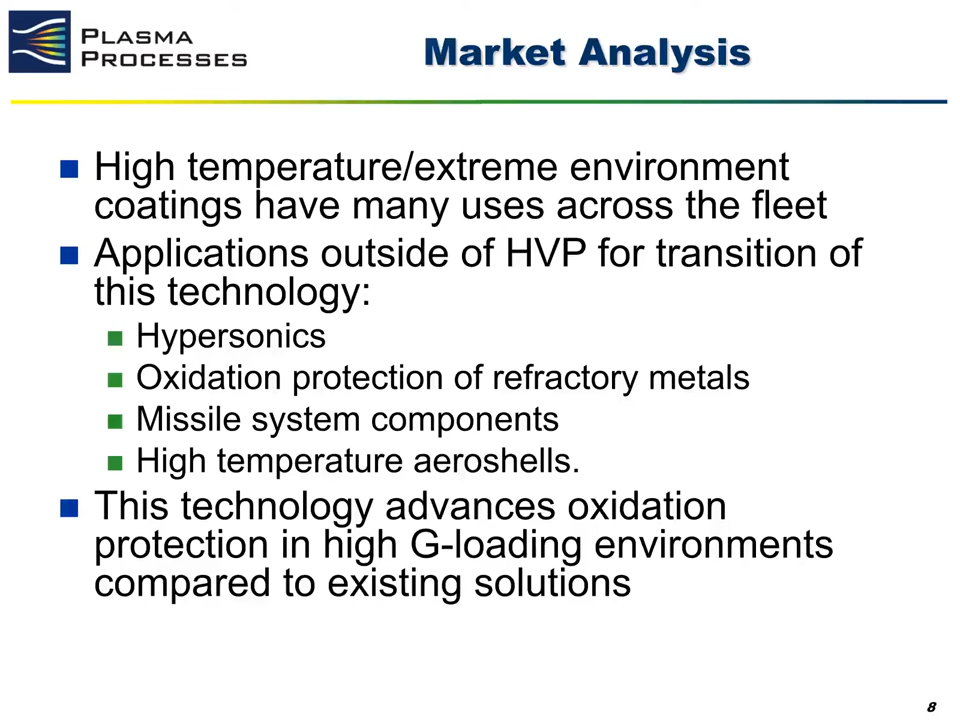 PLASMA
PROCESSES
Market Analysis
High temperature/extreme environment
coatings have many uses across the fleet
Applications outside of HVP for transition of
this technology:
Hypersonics
Oxidation protection of refractory metals
Missile system components
High temperature aeroshells.
This technology advances oxidation
protection in high G-loading environments
compared to existing solutions
8